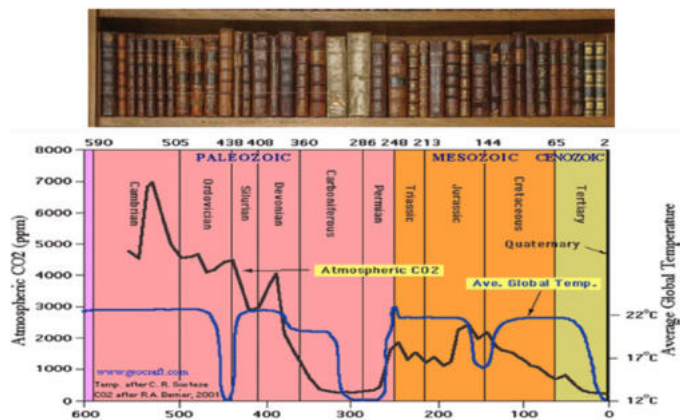 590 505 438 408 360 286 248 213 144 65 2
PALEOZOIC MESOZOIC CENOZOIC
8000
7000
6000
5000
4000
3000
2000
1000
0
Atmospheric CO2 (ppm)
Cambrian
Ordovician
Silurian
Devonian
Carboniferous
Permian
Triassic
Jurassic
Cretaceous
Tertiary
Quaternary
Atmospheric CO2
Ave. Global Temp.
22°C
17°C
12°C
Average Global Temperature
www.geocraft.com
Temp. after C. R. Scotese
CO2 after R.A. Berner, 2001
600 500 400 300 200 100 0